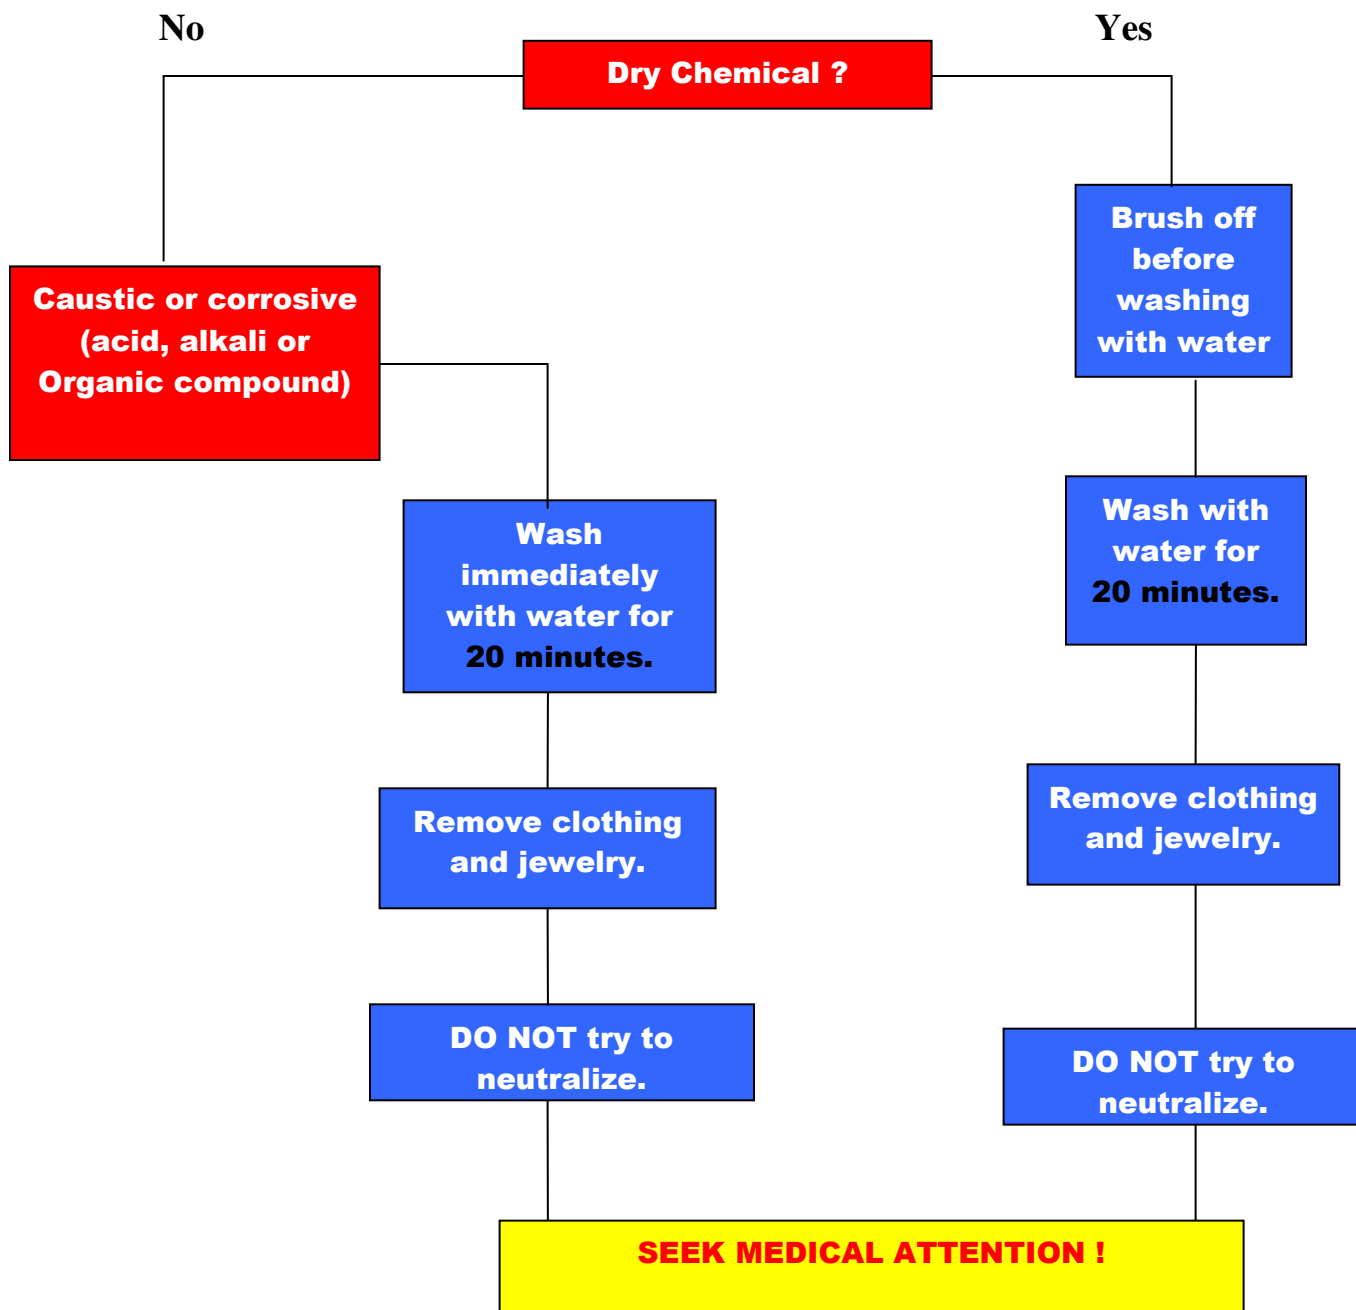 No
Yes
Dry Chemical ?
Caustic or corrosive
(acid, alkali or
Organic compound)
Wash
immediately
with water for
20 minutes.
Remove clothing
and jewelry.
DO NOT try to
neutralize.
Brush off
before
washing
with water
Wash with
water for
20 minutes.
Remove clothing
and jewelry.
DO NOT try to
neutralize.
SEEK MEDICAL ATTENTION !